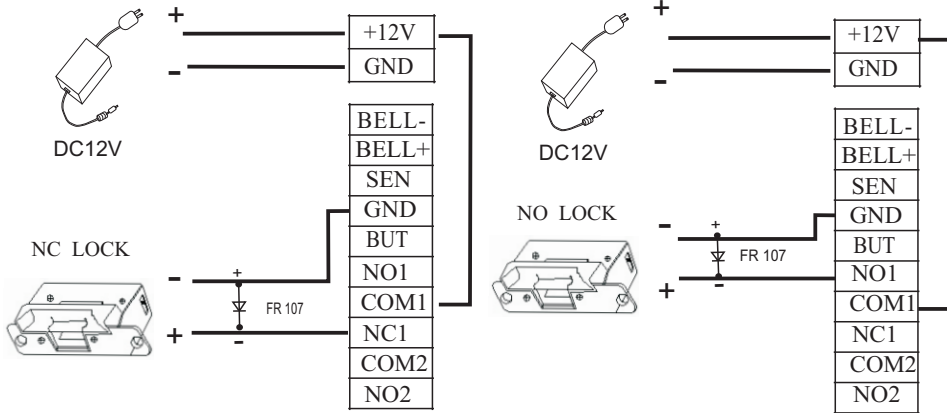 +
+12V
-
GND
DC12V
BELL-
BELL+
SEN
GND
BUT
NO1
COM1
NC1
COM2
NO2
NC LOCK
-
+
FR 107
-
+
+
+12V
-
GND
DC12V
BELL-
BELL+
SEN
GND
BUT
NO1
COM1
NC1
COM2
NO2
NO LOCK
-
+
FR 107
-
+